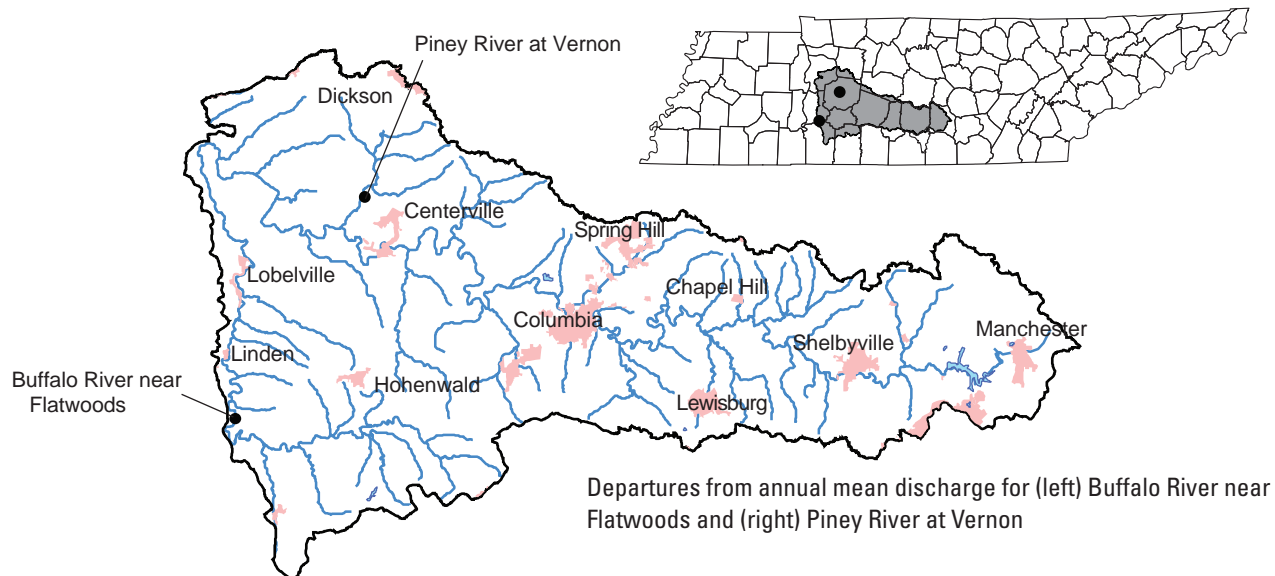 Piney River at Vernon
Dickson
Centerville
Spring Hill
Lobelville
Chapel Hill
Columbia
Manchester
Shelbyville
Linden
Buffalo River near
Flatwoods
Hohenwald
Lewisburg
Departures from annual mean discharge for (left) Buffalo River near
Flatwoods and (right) Piney River at Vernon